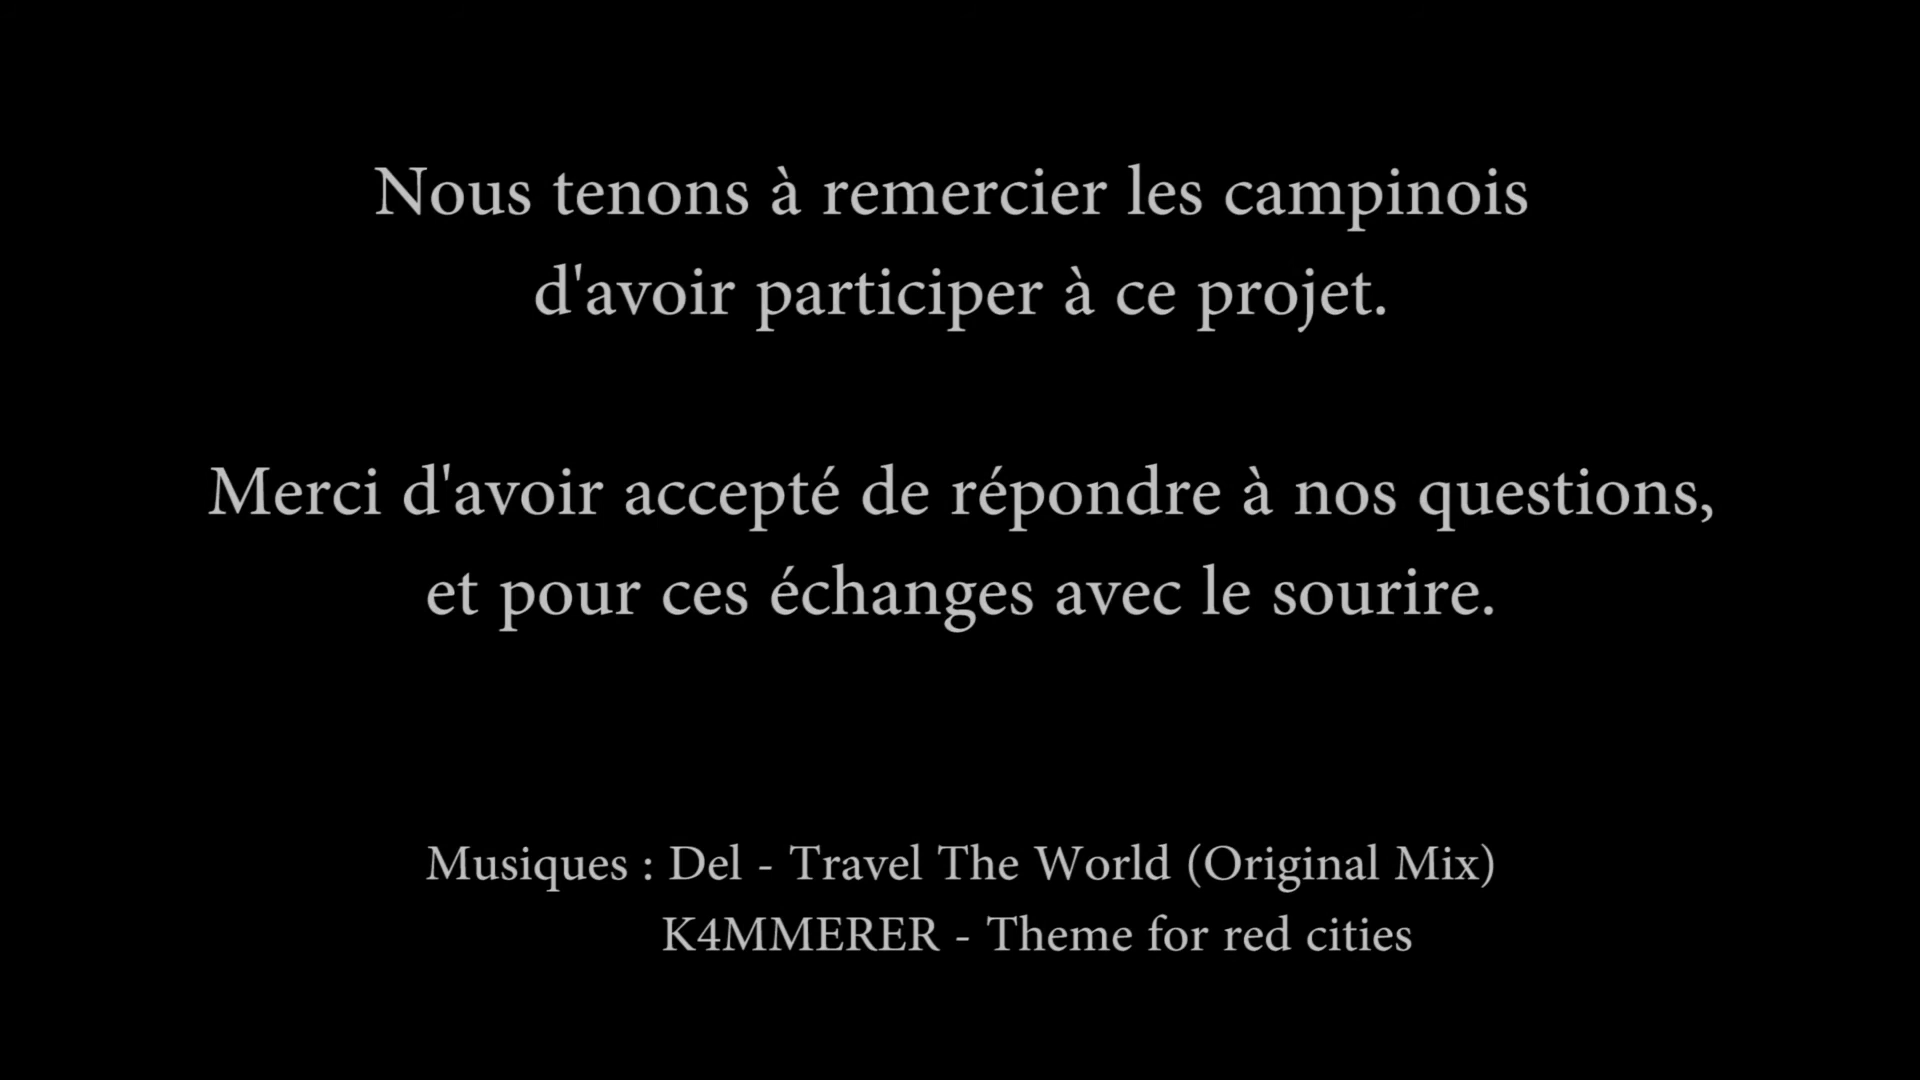 Nous tenons à remercier les campinois
d'avoir participer à ce projet.
Merci d'avoir accepté de répondre à nos questions,
et pour ces échanges avec le sourire.
Musiques : Del - Travel The World (Original Mix)
K4MMERER - Theme for red cities